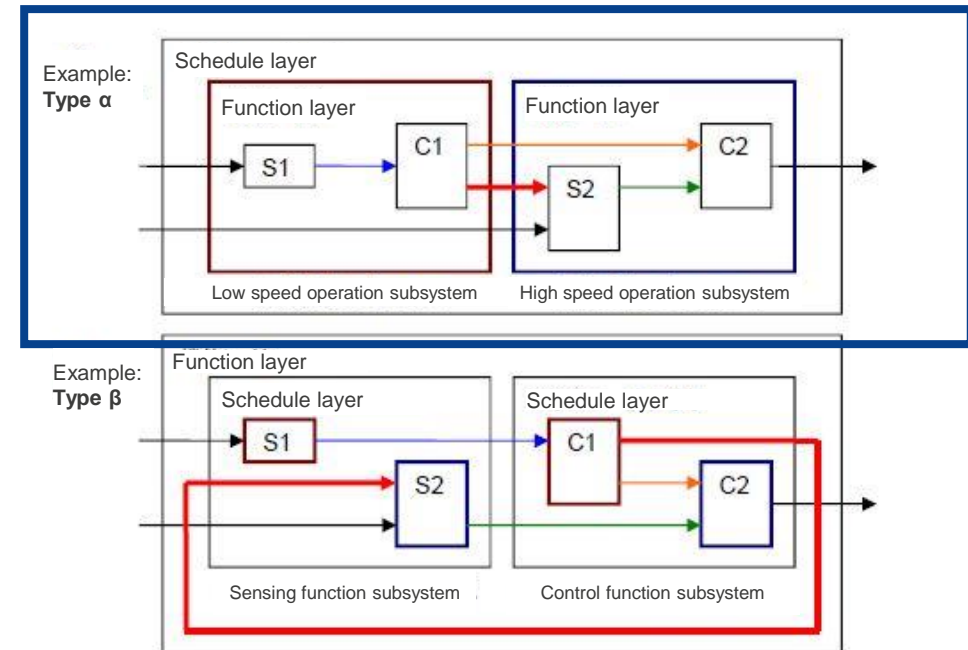 Example:
Type α
Schedule layer
Function layer
S1
C1
Low speed operation subsystem
Function layer
S2
C2
High speed operation subsystem
Example:
Type β
Function layer
Schedule layer
S1
S2
Sensing function subsystem
Schedule layer
C1
C2
Control function subsystem